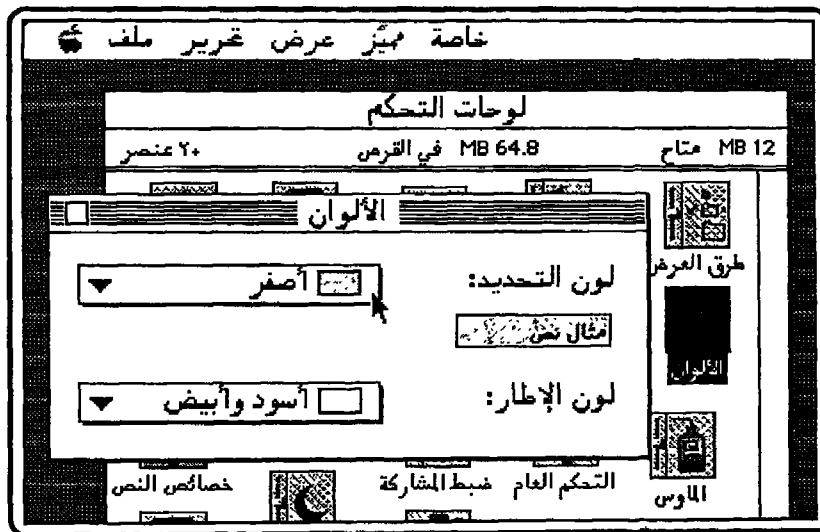 ملف تحرير عرض مميّز خاصة
لوحات التحكم
٢٠ عنصر
64.8 MB في القرص
12 MB متاح
الألوان
لون التحديد:
أصفر
مثال نص
لون الإطار:
أسود وأبيض
طرق العرض
الألوان
الماوس
التحكم العام
ضبط المشاركة
خصائص النص